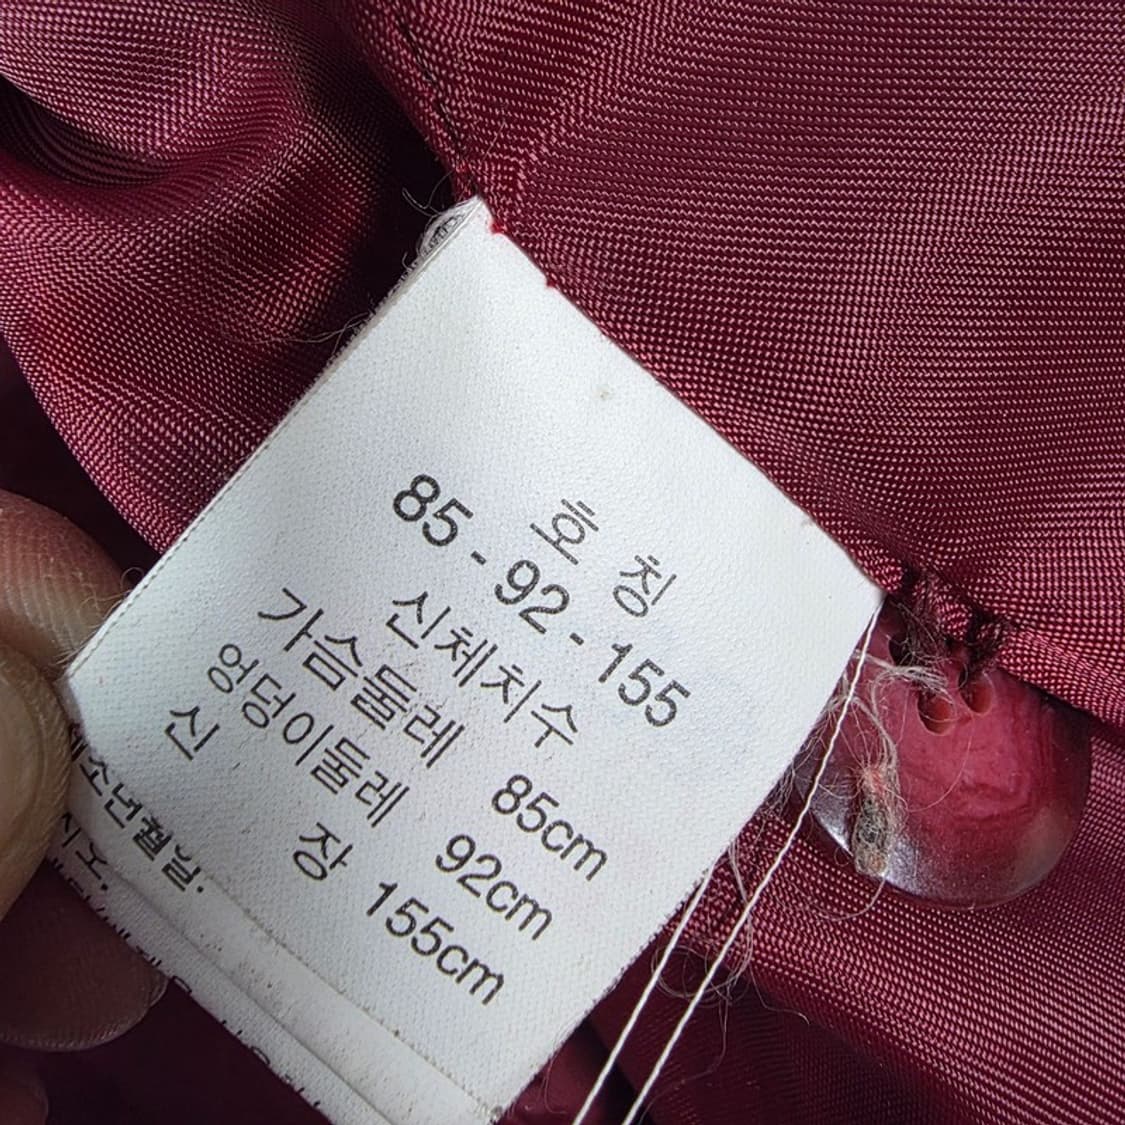 호 칭
85 - 92 - 155
신체치수
가슴둘레 85cm
엉덩이둘레 92cm
신 장 155cm